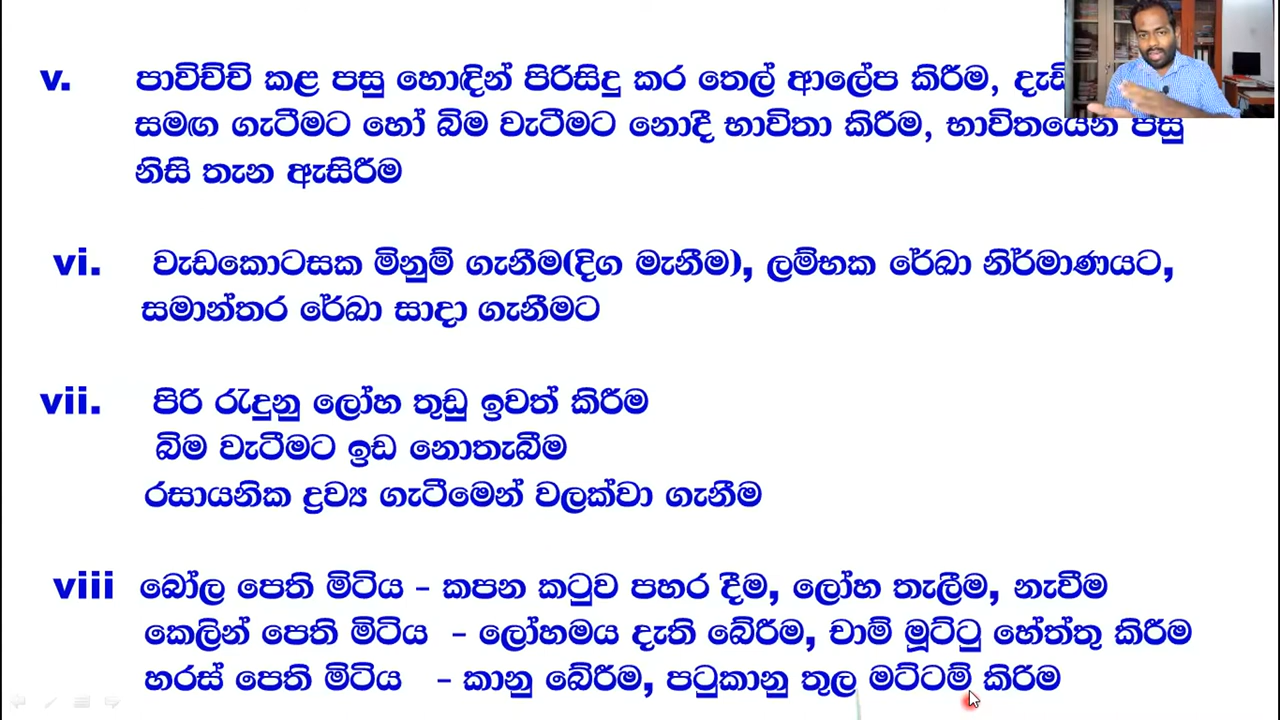 v. පාවිච්චි කළ පසු හොඳින් පිරිසිදු කර තෙල් ආලේප කිරීම,
සමඟ ගැටීමට හෝ බිම වැටීමට නොදී භාවිතා කිරීම, භාවිතයෙන් පසු
නිසි තැන ඇසිරීම
vi. වැඩකොටසක මිනුම් ගැනීම(දිග මැනීම), ලම්භක රේඛා නිර්මාණයට,
සමාන්තර රේඛා සාදා ගැනීමට
vii. පිරි රැදුනු ලෝහ තුඩු ඉවත් කිරීම
බිම වැටීමට ඉඩ නොතැබීම
රසායනික ද්‍රව්‍ය ගැටීමෙන් වලක්වා ගැනීම
viii බෝල පෙති මිටිය – කපන කටුව පහර දීම, ලෝහ තැලීම, නැවීම
කෙලින් පෙති මිටිය – ලෝහමය දැති බේරීම, චාම් මූට්ටු හේත්තු කිරීම
හරස් පෙති මිටිය – කානු බේරීම, පටුකානු තුල මට්ටම් කිරිම